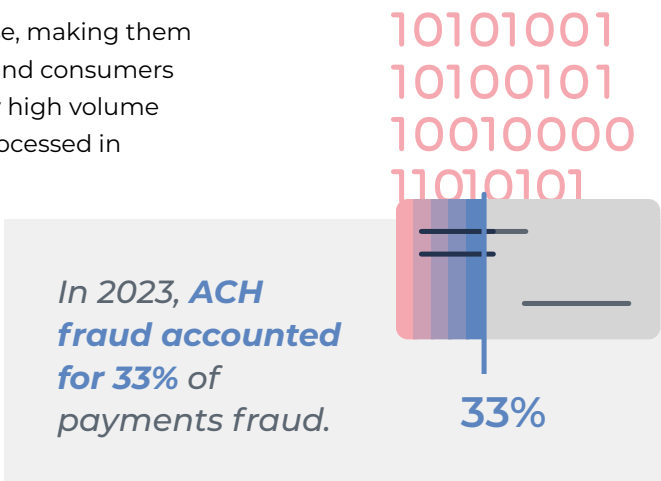 e, making them
nd consumers
high volume
ocessed in
10101001
10100101
10010000
11010101
In 2023, ACH
fraud accounted
for 33% of
payments fraud.
33%